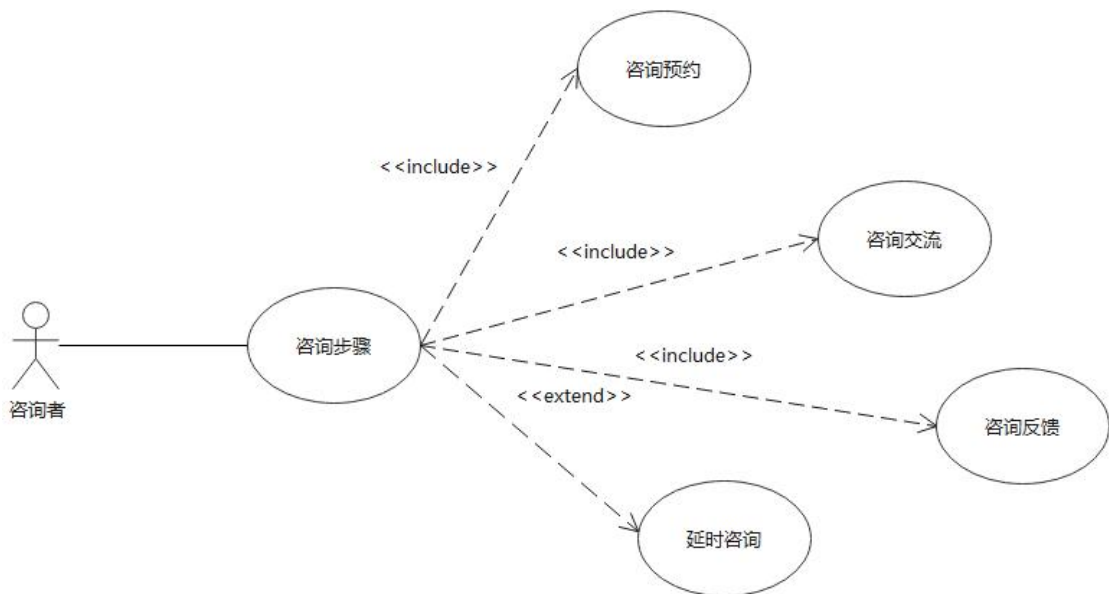 咨询预约
<<include>>
咨询交流
<<include>>
咨询步骤
<<include>>
<<extend>>
咨询者
咨询反馈
延时咨询